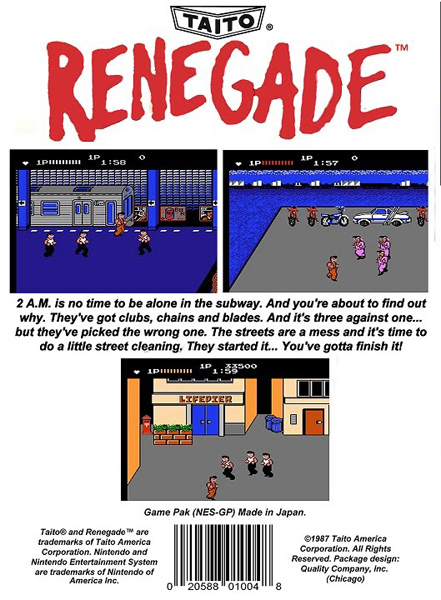 TAITO®
RENEGADE™
1P 1P 1:58 0
1P 1P 1:57 0
2 A.M. is no time to be alone in the subway. And you're about to find out
why. They've got clubs, chains and blades. And it's three against one...
but they've picked the wrong one. The streets are a mess and it's time to
do a little street cleaning. They started it... You've gotta finish it!
1P 1P 33500
1:59
LIFEPIER
Game Pak (NES-GP) Made in Japan.
Taito® and Renegade™ are
trademarks of Taito America
Corporation. Nintendo and
Nintendo Entertainment System
are trademarks of Nintendo of
America Inc.
0 20588 01004 8
©1987 Taito America
Corporation. All Rights
Reserved. Package design:
Quality Company, Inc.
(Chicago)